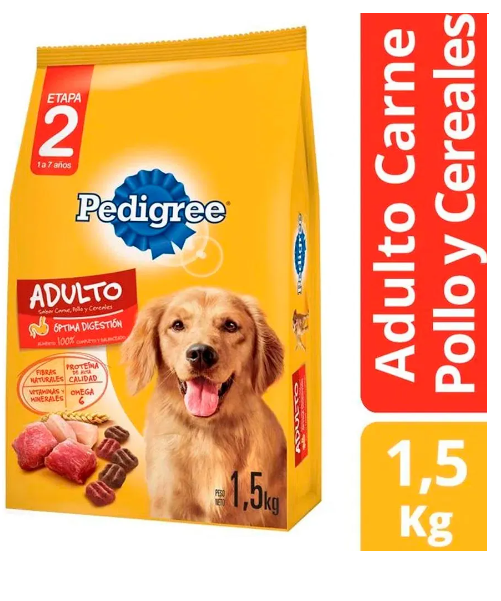 ETAPA
2
1 a 7 años
Pedigree
ADULTO
Sabor Carne, Pollo y Cereales
ÓPTIMA DIGESTIÓN
ALIMENTO 100% COMPLETO Y BALANCEADO
FIBRAS
NATURALES
PROTEÍNA
DE ALTA
CALIDAD
VITAMINAS Y
MINERALES
OMEGA
6
PESO
NETO
1,5kg
Pedigree
ADULTO
Adulto Carne
Pollo y Cereales
1,5
Kg